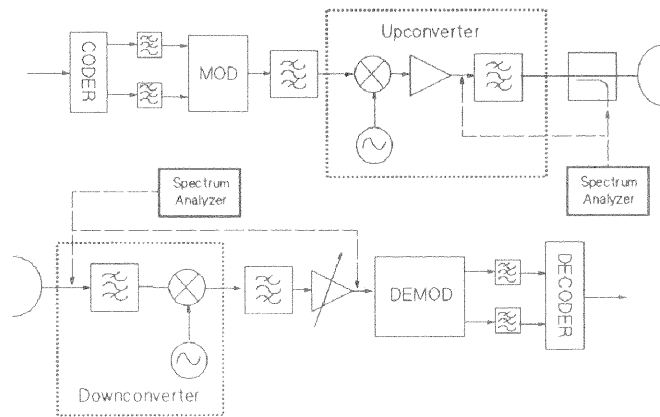 Upconverter
CODER
MOD
Spectrum
Analyzer
Spectrum
Analyzer
DEMOD
DECODER
Downconverter